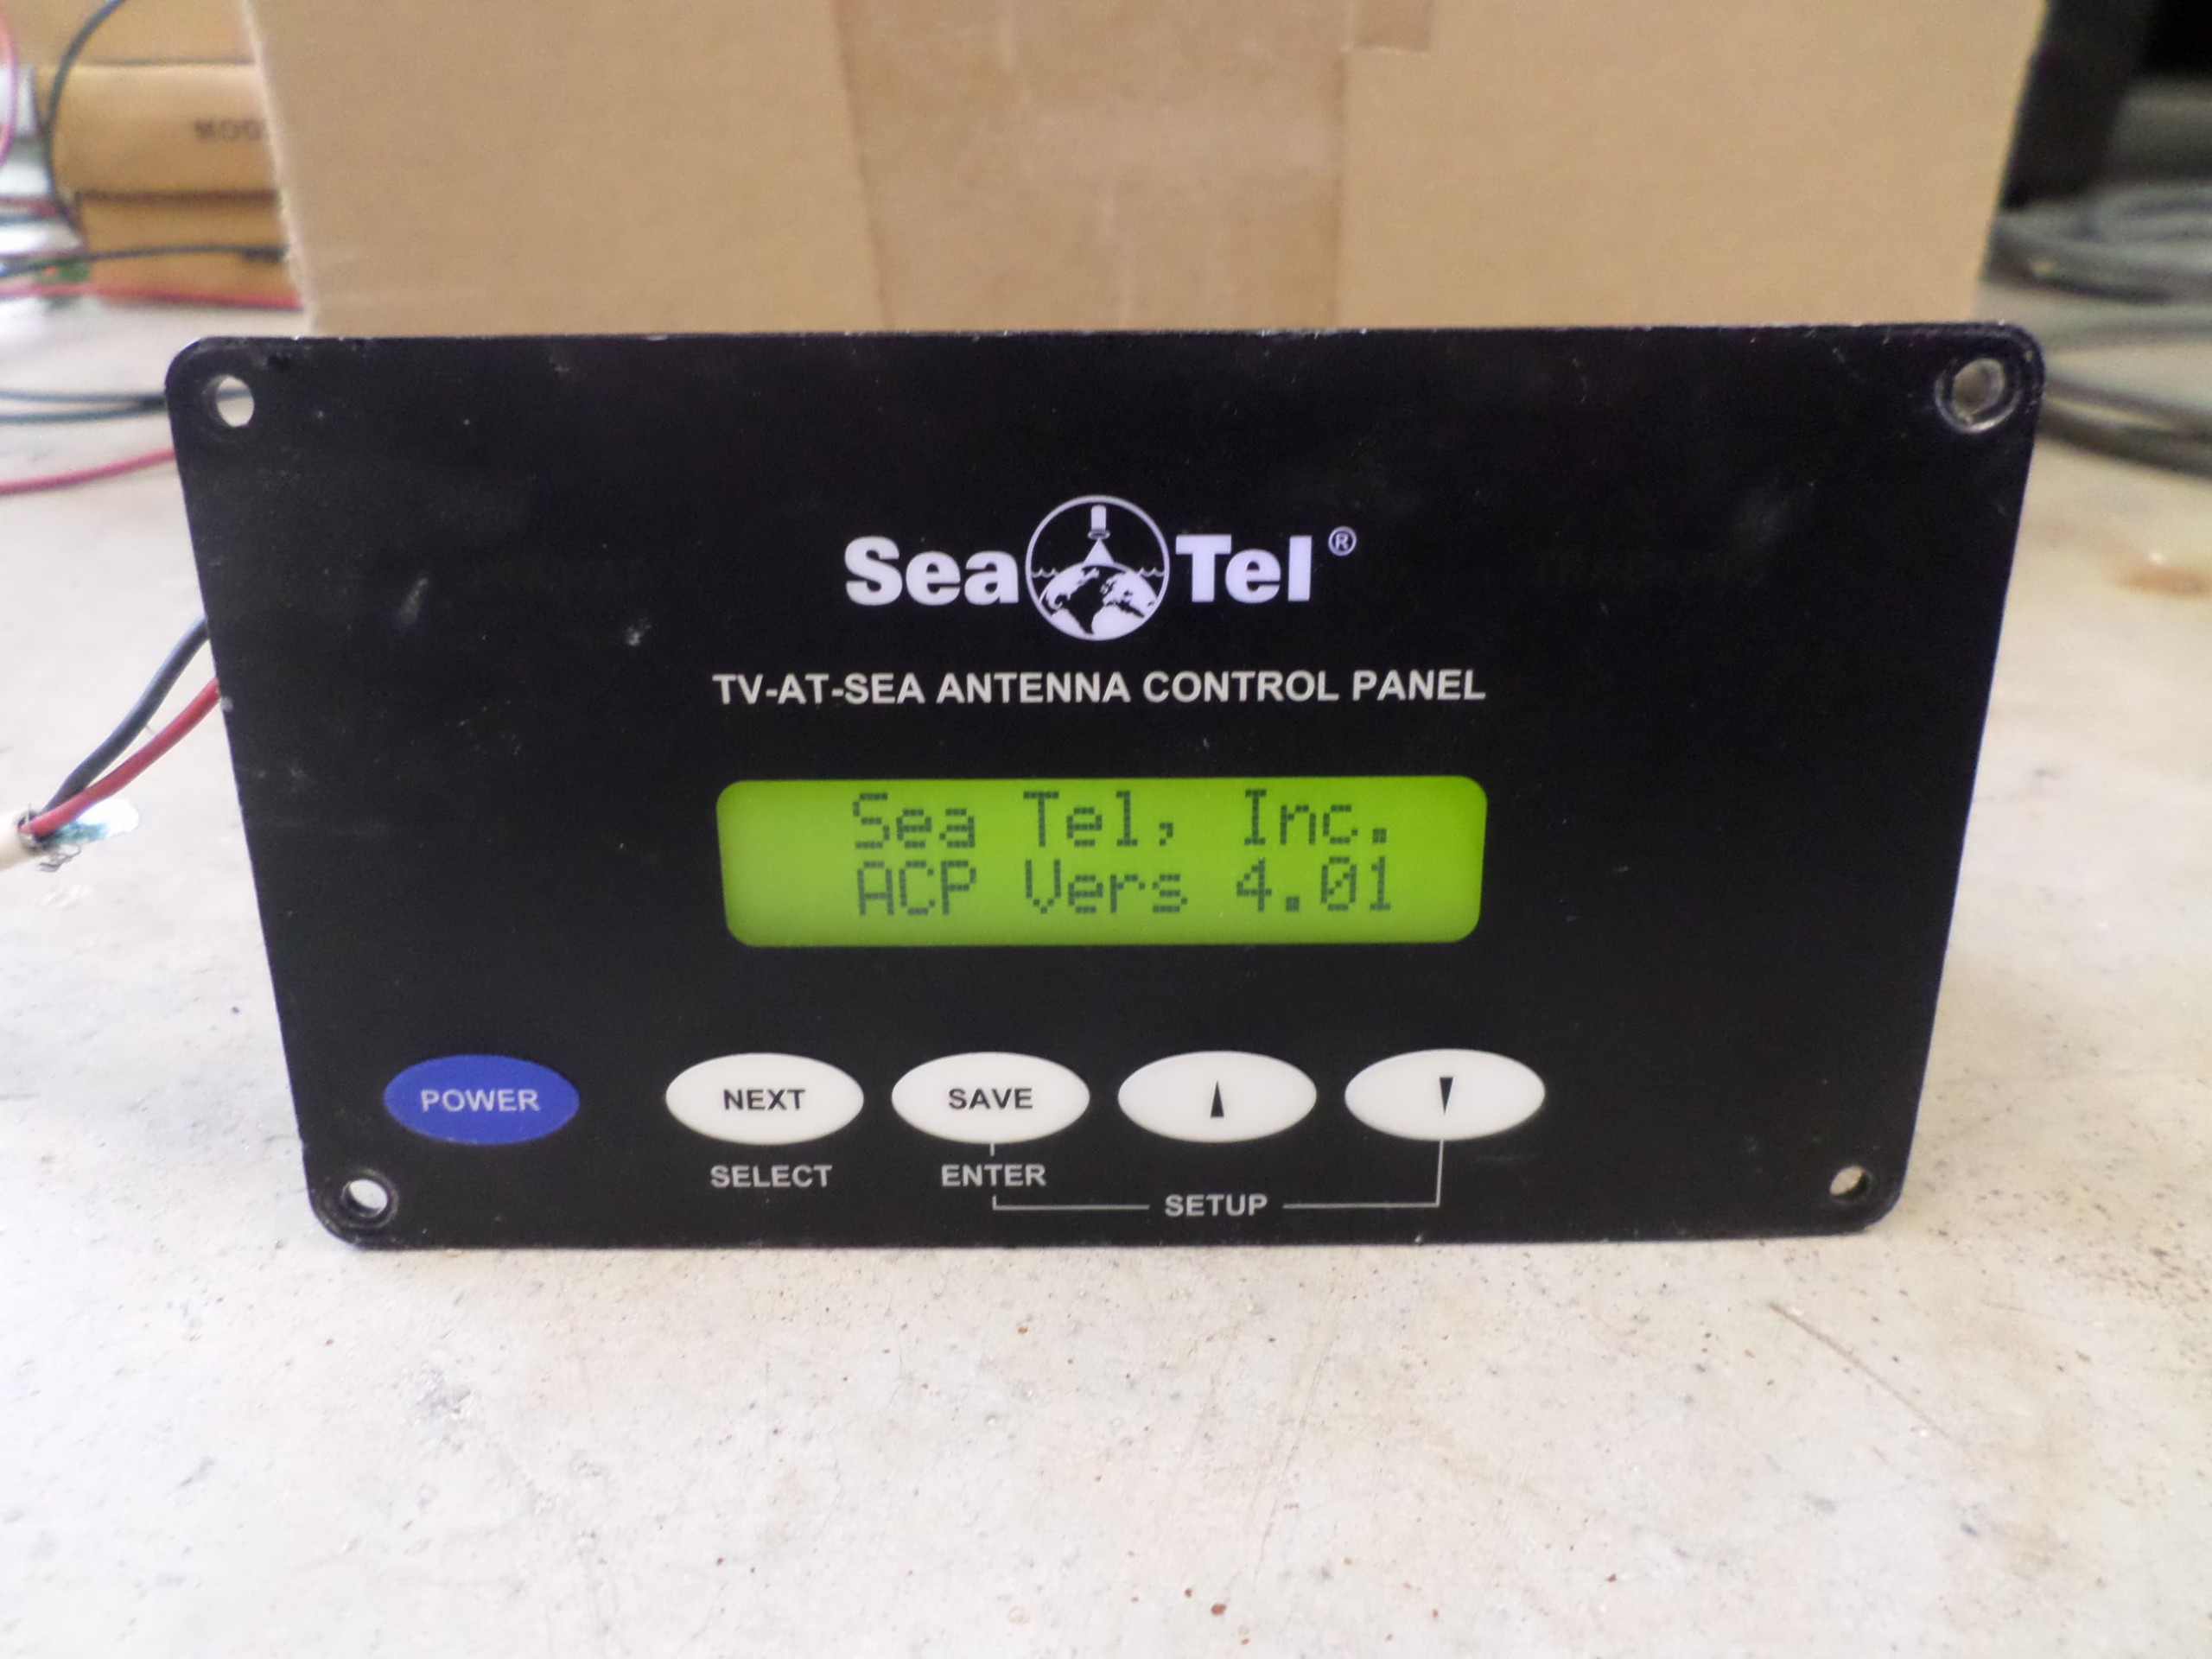 Sea Tel ®
TV-AT-SEA ANTENNA CONTROL PANEL
Sea Tel, Inc.
ACP Vers 4.01
POWER
NEXT
SAVE
SELECT
ENTER
SETUP